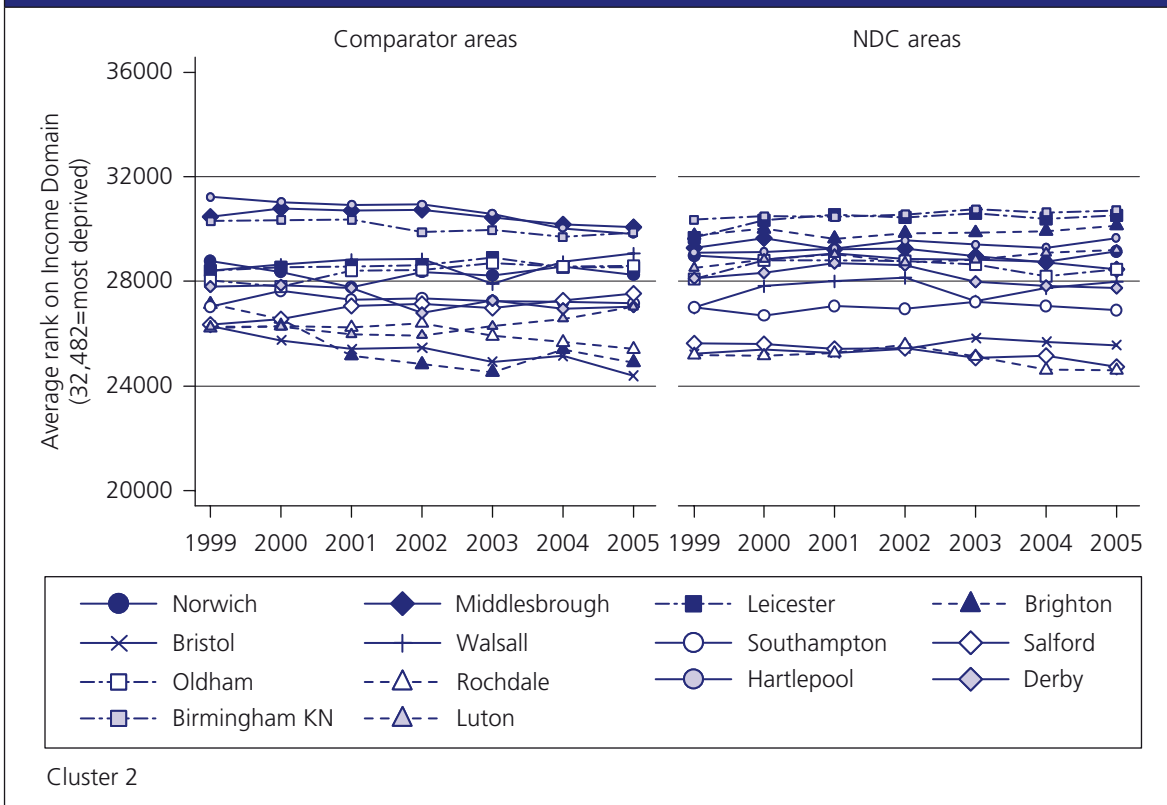 Comparator areas
NDC areas
Average rank on Income Domain
(32,482=most deprived)
36000
32000
28000
24000
20000
1999 2000 2001 2002 2003 2004 2005
1999 2000 2001 2002 2003 2004 2005
Norwich Middlesbrough Leicester Brighton
Bristol Walsall Southampton Salford
Oldham Rochdale Hartlepool Derby
Birmingham KN Luton
Cluster 2